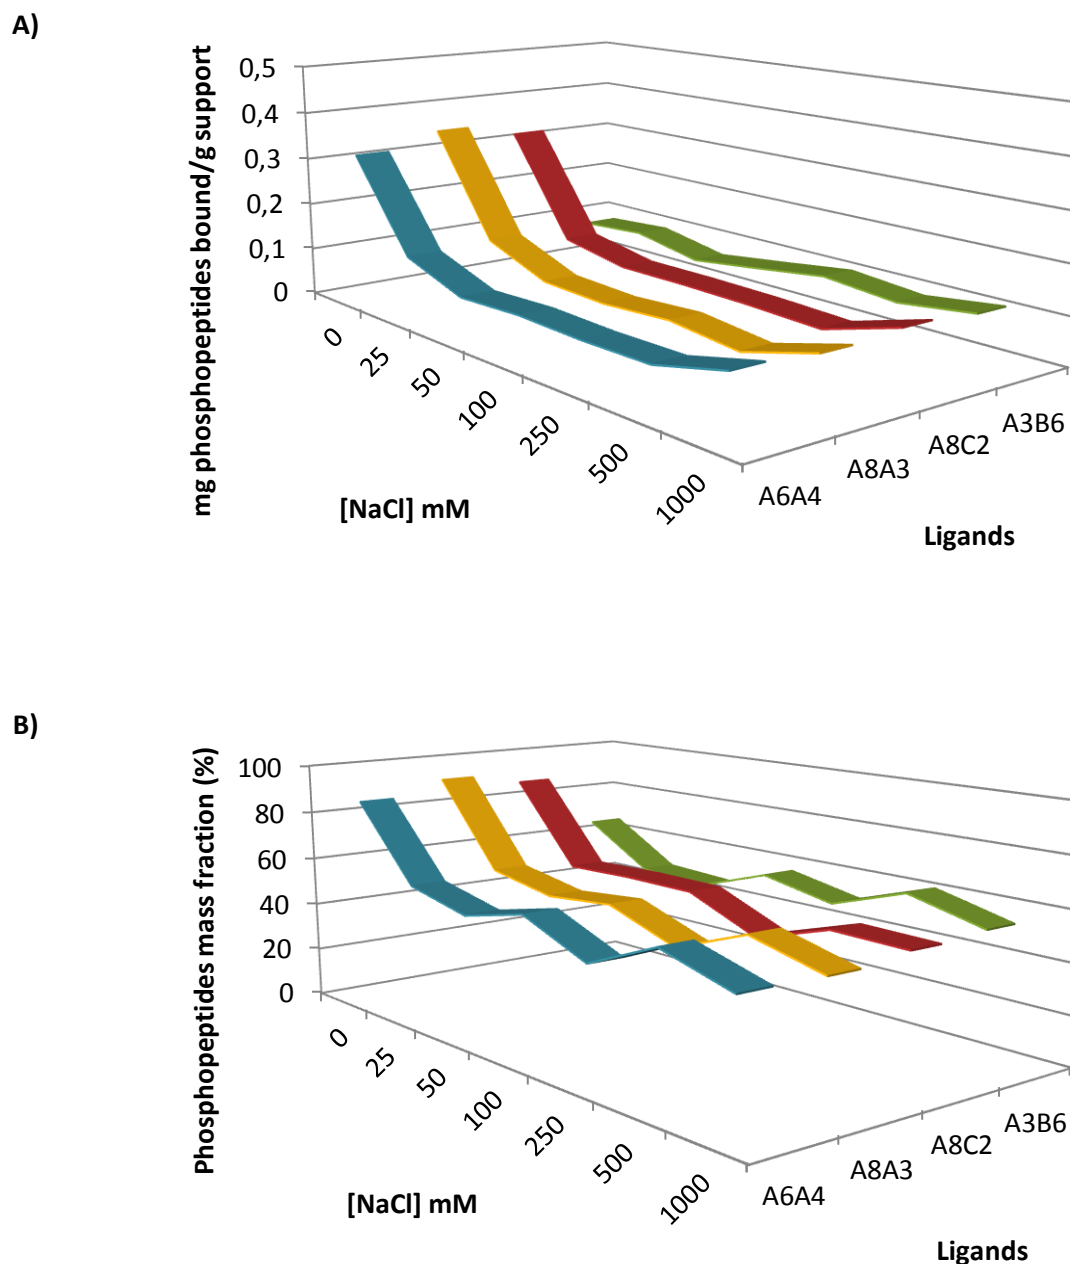 A)
mg phosphopeptides bound/g support
0,5
0,4
0,3
0,2
0,1
0
0
25
50
100
250
500
1000
[NaCl] mM
A6A4
A8A3
A8C2
A3B6
Ligands
B)
Phosphopeptides mass fraction (%)
100
80
60
40
20
0
0
25
50
100
250
500
1000
[NaCl] mM
A6A4
A8A3
A8C2
A3B6
Ligands